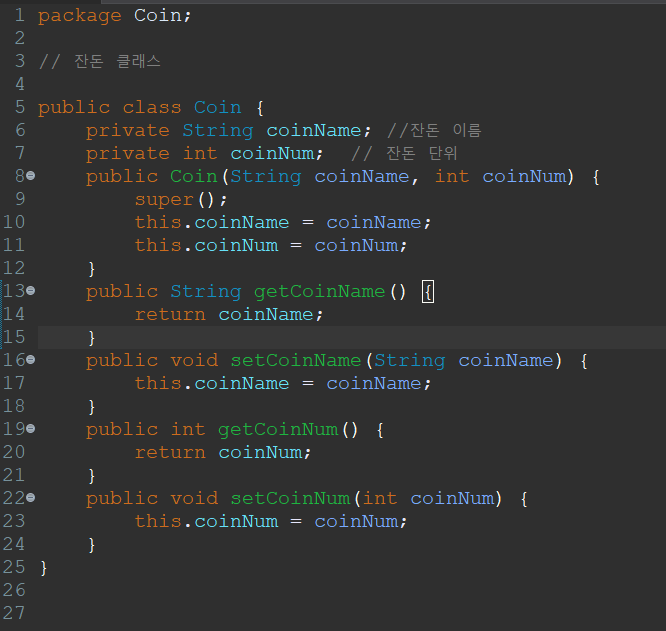 1 package Coin;
2
3 // 잔돈 클래스
4
5 public class Coin {
6 private String coinName; //잔돈 이름
7 private int coinNum; // 잔돈 단위
8 public Coin(String coinName, int coinNum) {
9 super();
10 this.coinName = coinName;
11 this.coinNum = coinNum;
12 }
13 public String getCoinName() {
14 return coinName;
15 }
16 public void setCoinName(String coinName) {
17 this.coinName = coinName;
18 }
19 public int getCoinNum() {
20 return coinNum;
21 }
22 public void setCoinNum(int coinNum) {
23 this.coinNum = coinNum;
24 }
25 }
26
27